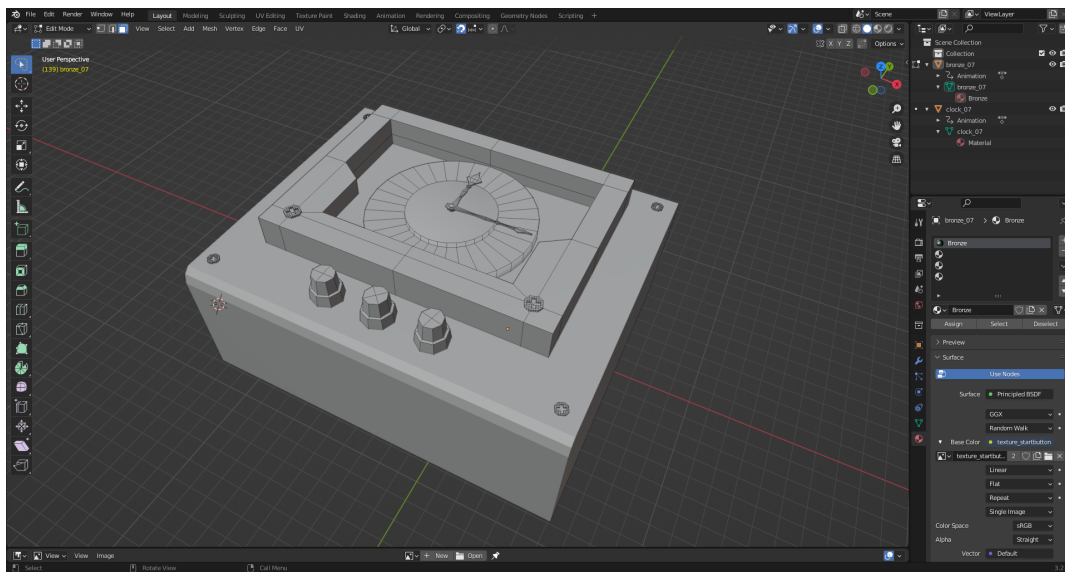 File Edit Render Window Help Layout Modeling Sculpting UV Editing Texture Paint Shading Animation Rendering Compositing Geometry Nodes Scripting + Scene ViewLayer
Edit Mode View Select Add Mesh Vertex Edge Face UV Global
X Y Z Options
User Perspective
(139) bronze_07
Z
Y
X
Scene Collection
Collection
bronze_07
Animation
bronze_07
Bronze
clock_07
Animation
clock_07
Material
bronze_07 > Bronze
Bronze
Bronze
Assign Select Deselect
Preview
Surface
Use Nodes
Surface Principled BSDF
GGX
Random Walk
Base Color texture_startbutton
texture_startbut... 2
Linear
Flat
Repeat
Single Image
Color Space sRGB
Alpha Straight
Vector Default
View View Image + New Open
Select Rotate View Call Menu 3.2